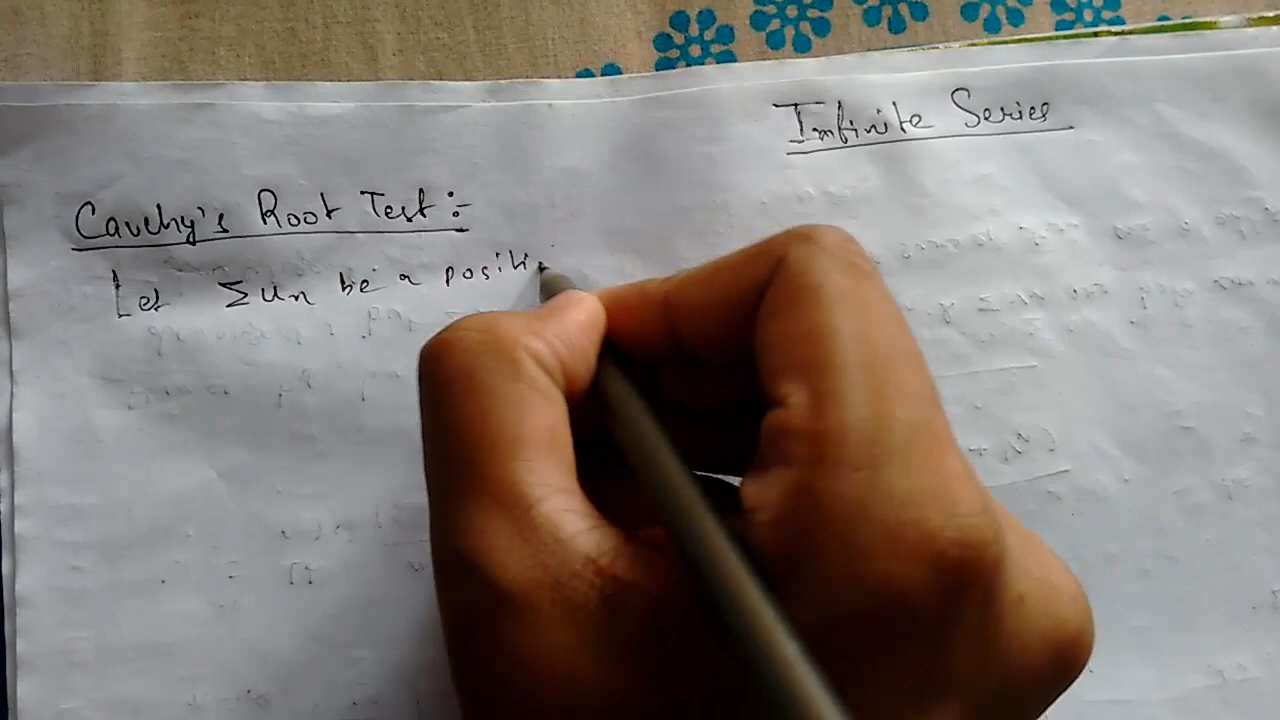 Infinite Series
Cauchy's Root Test :-
Let Σun be a positi